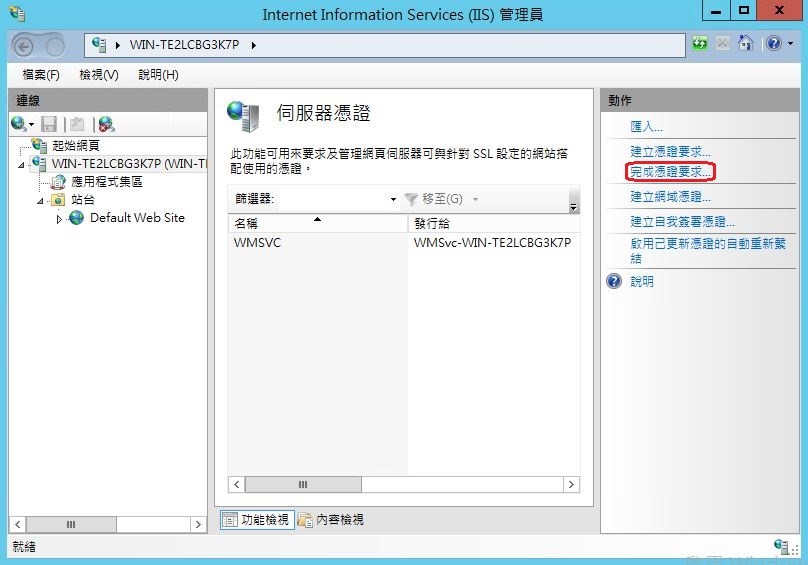 Internet Information Services (IIS) 管理員
WIN-TE2LCBG3K7P
檔案(F) 檢視(V) 說明(H)
連線
起始網頁
WIN-TE2LCBG3K7P (WIN-TI
應用程式集區
站台
Default Web Site
伺服器憑證
此功能可用來要求及管理網頁伺服器可與針對 SSL 設定的網站搭
配使用的憑證。
篩選器: 移至(G)
名稱 發行給
WMSVC WMSvc-WIN-TE2LCBG3K7P
功能檢視 內容檢視
動作
匯入...
建立憑證要求...
完成憑證要求...
建立網域憑證...
建立自我簽署憑證...
啟用已更新憑證的自動重新繫
結
說明
就緒